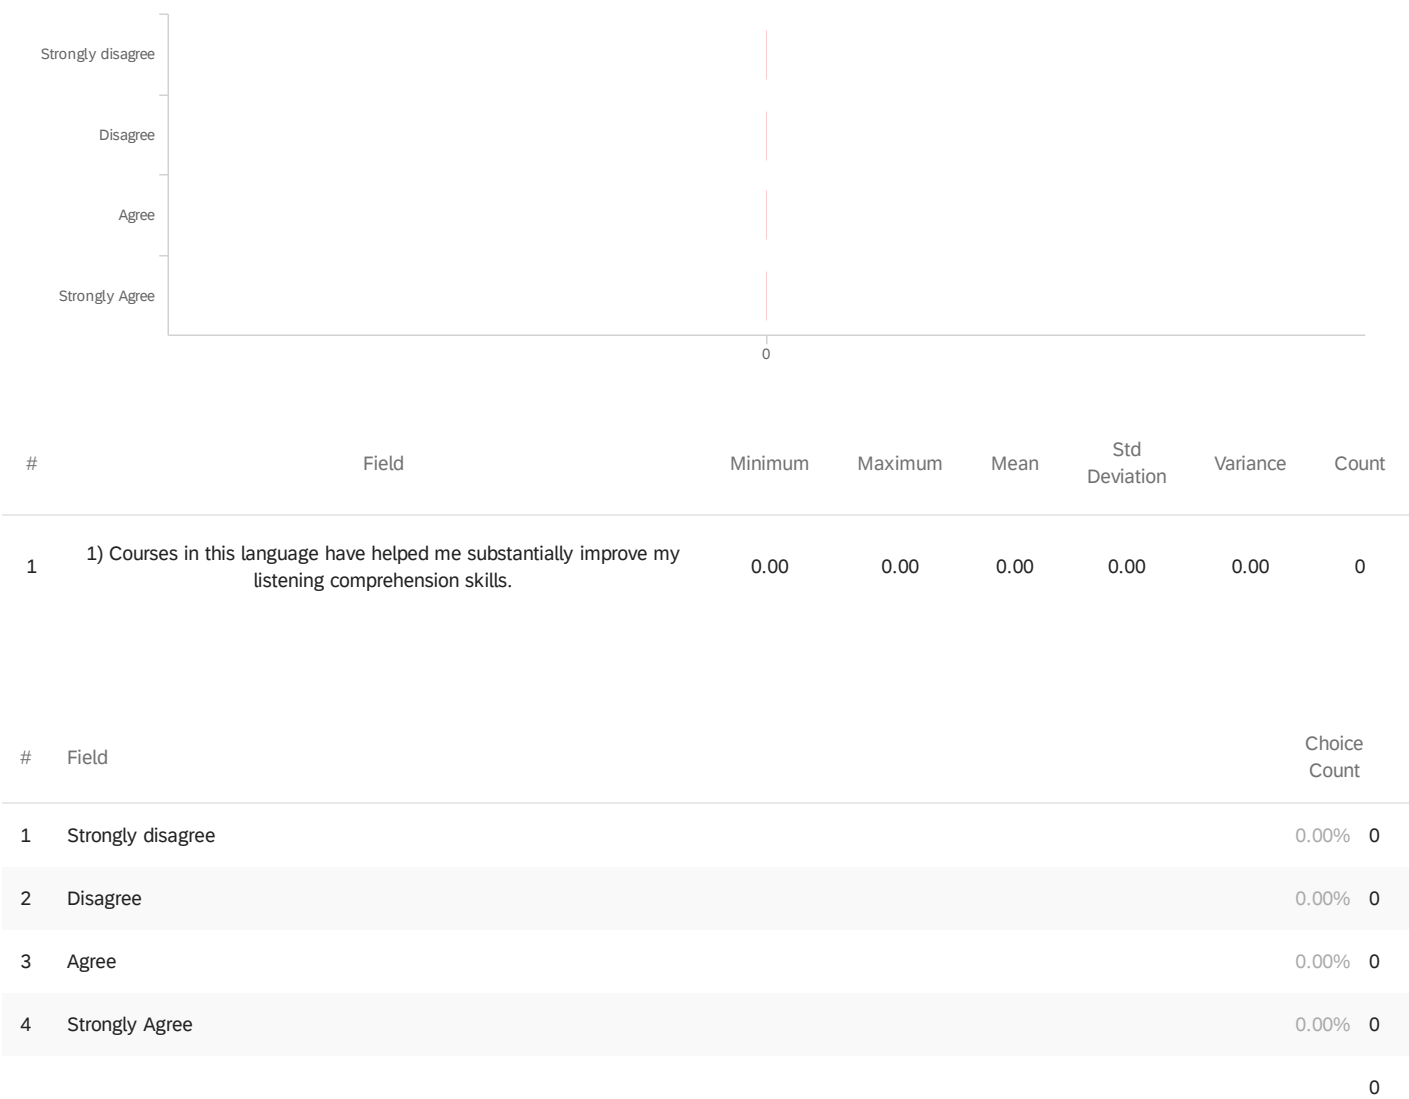 Strongly disagree
Disagree
Agree
Strongly Agree
0
# Field Minimum Maximum Mean Std Deviation Variance Count
1 1) Courses in this language have helped me substantially improve my
listening comprehension skills. 0.00 0.00 0.00 0.00 0.00 0
# Field Choice Count
1 Strongly disagree 0.00% 0
2 Disagree 0.00% 0
3 Agree 0.00% 0
4 Strongly Agree 0.00% 0
0